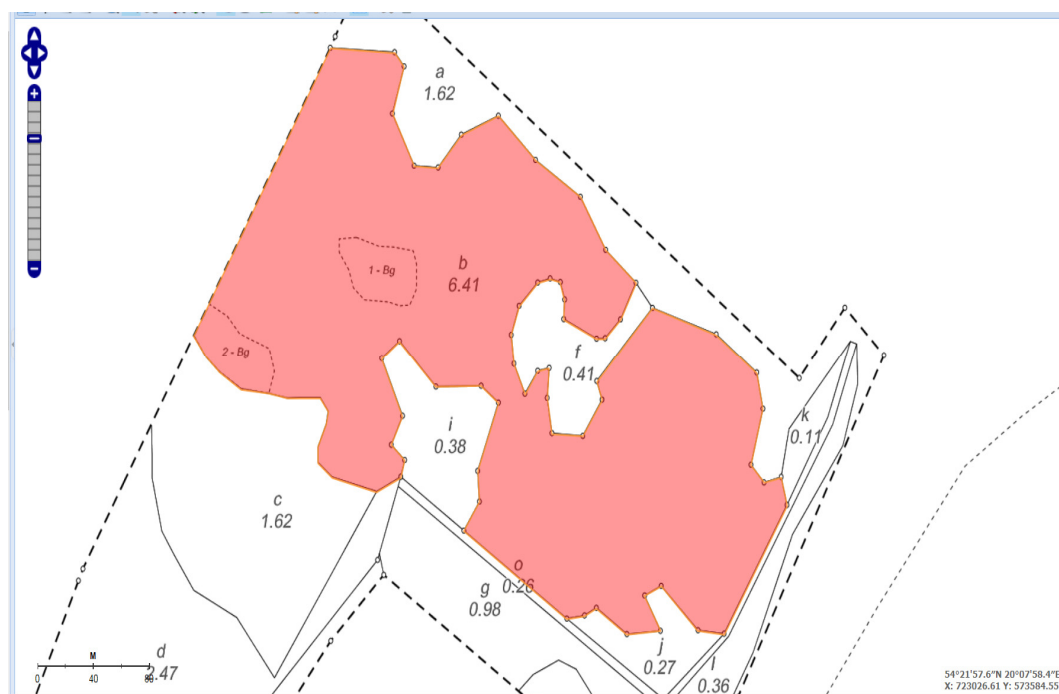 a
1.62
1 - Bg
b
6.41
2 - Bg
f
0.41
k
0.11
i
0.38
c
1.62
o
0.26
g
0.98
d
2.47
j
0.27
l
0.36
M
0 40 80
54°21'57.6"N 20°07'58.4"E
X: 723026.61 Y: 573584.55